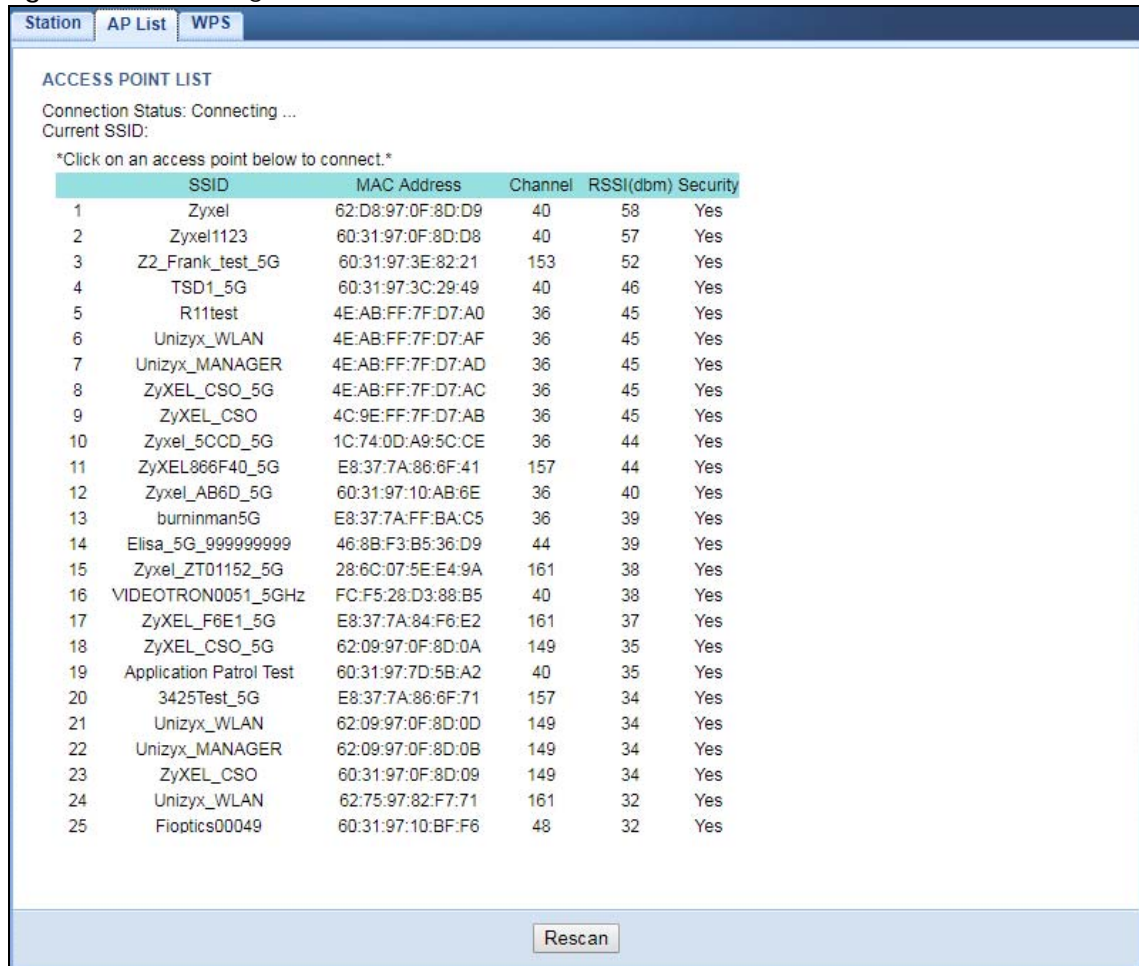 Station AP List WPS
ACCESS POINT LIST
Connection Status: Connecting ...
Current SSID:
*Click on an access point below to connect.*
SSID MAC Address Channel RSSI(dbm) Security
1 Zyxel 62:D8:97:0F:8D:D9 40 58 Yes
2 Zyxel1123 60:31:97:0F:8D:D8 40 57 Yes
3 Z2_Frank_test_5G 60:31:97:3E:82:21 153 52 Yes
4 TSD1_5G 60:31:97:3C:29:49 40 46 Yes
5 R11test 4E:AB:FF:7F:D7:A0 36 45 Yes
6 Unizyx_WLAN 4E:AB:FF:7F:D7:AF 36 45 Yes
7 Unizyx_MANAGER 4E:AB:FF:7F:D7:AD 36 45 Yes
8 ZyXEL_CSO_5G 4E:AB:FF:7F:D7:AC 36 45 Yes
9 ZyXEL_CSO 4C:9E:FF:7F:D7:AB 36 45 Yes
10 Zyxel_5CCD_5G 1C:74:0D:A9:5C:CE 36 44 Yes
11 ZyXEL866F40_5G E8:37:7A:86:6F:41 157 44 Yes
12 Zyxel_AB6D_5G 60:31:97:10:AB:6E 36 40 Yes
13 burninman5G E8:37:7A:FF:BA:C5 36 39 Yes
14 Elisa_5G_999999999 46:8B:F3:B5:36:D9 44 39 Yes
15 Zyxel_ZT01152_5G 28:6C:07:5E:E4:9A 161 38 Yes
16 VIDEOTRON0051_5GHz FC:F5:28:D3:88:B5 40 38 Yes
17 ZyXEL_F6E1_5G E8:37:7A:84:F6:E2 161 37 Yes
18 ZyXEL_CSO_5G 62:09:97:0F:8D:0A 149 35 Yes
19 Application Patrol Test 60:31:97:7D:5B:A2 40 35 Yes
20 3425Test_5G E8:37:7A:86:6F:71 157 34 Yes
21 Unizyx_WLAN 62:09:97:0F:8D:0D 149 34 Yes
22 Unizyx_MANAGER 62:09:97:0F:8D:0B 149 34 Yes
23 ZyXEL_CSO 60:31:97:0F:8D:09 149 34 Yes
24 Unizyx_WLAN 62:75:97:82:F7:71 161 32 Yes
25 Fioptics00049 60:31:97:10:BF:F6 48 32 Yes
Rescan